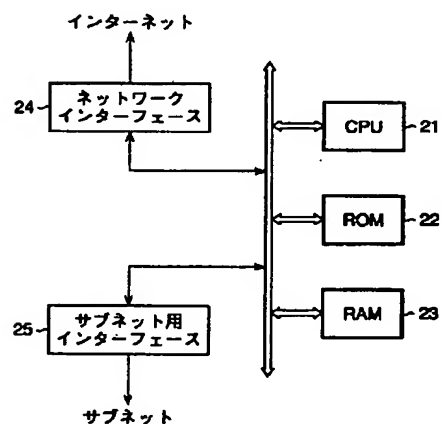 インターネット
24
ネットワーク
インターフェース
CPU
21
ROM
22
25
サブネット用
インターフェース
RAM
23
サブネット